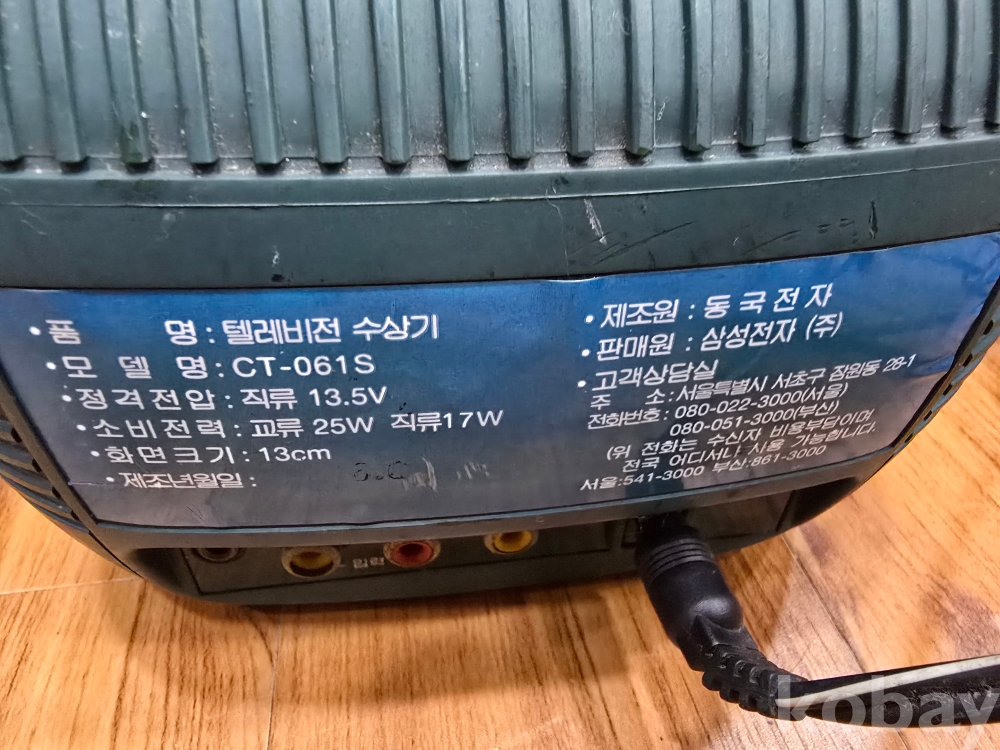 • 품 명 : 텔레비전 수상기
• 모 델 명 : CT-061S
• 정격전압 : 직류 13.5V
• 소비전력 : 교류 25W 직류17W
• 화면크기 : 13cm
• 제조년월일 :
• 제조원 : 동국전자
• 판매원 : 삼성전자 (주)
• 고객상담실
주 소 : 서울특별시 서초구 잠원동 28-1
전화번호 : 080-022-3000(서울)
080-051-3000(부산)
(위 전화는 수신자 비용부담이며
전국 어디서나 사용 가능합니다.
서울:541-3000 부산:861-3000
kobay